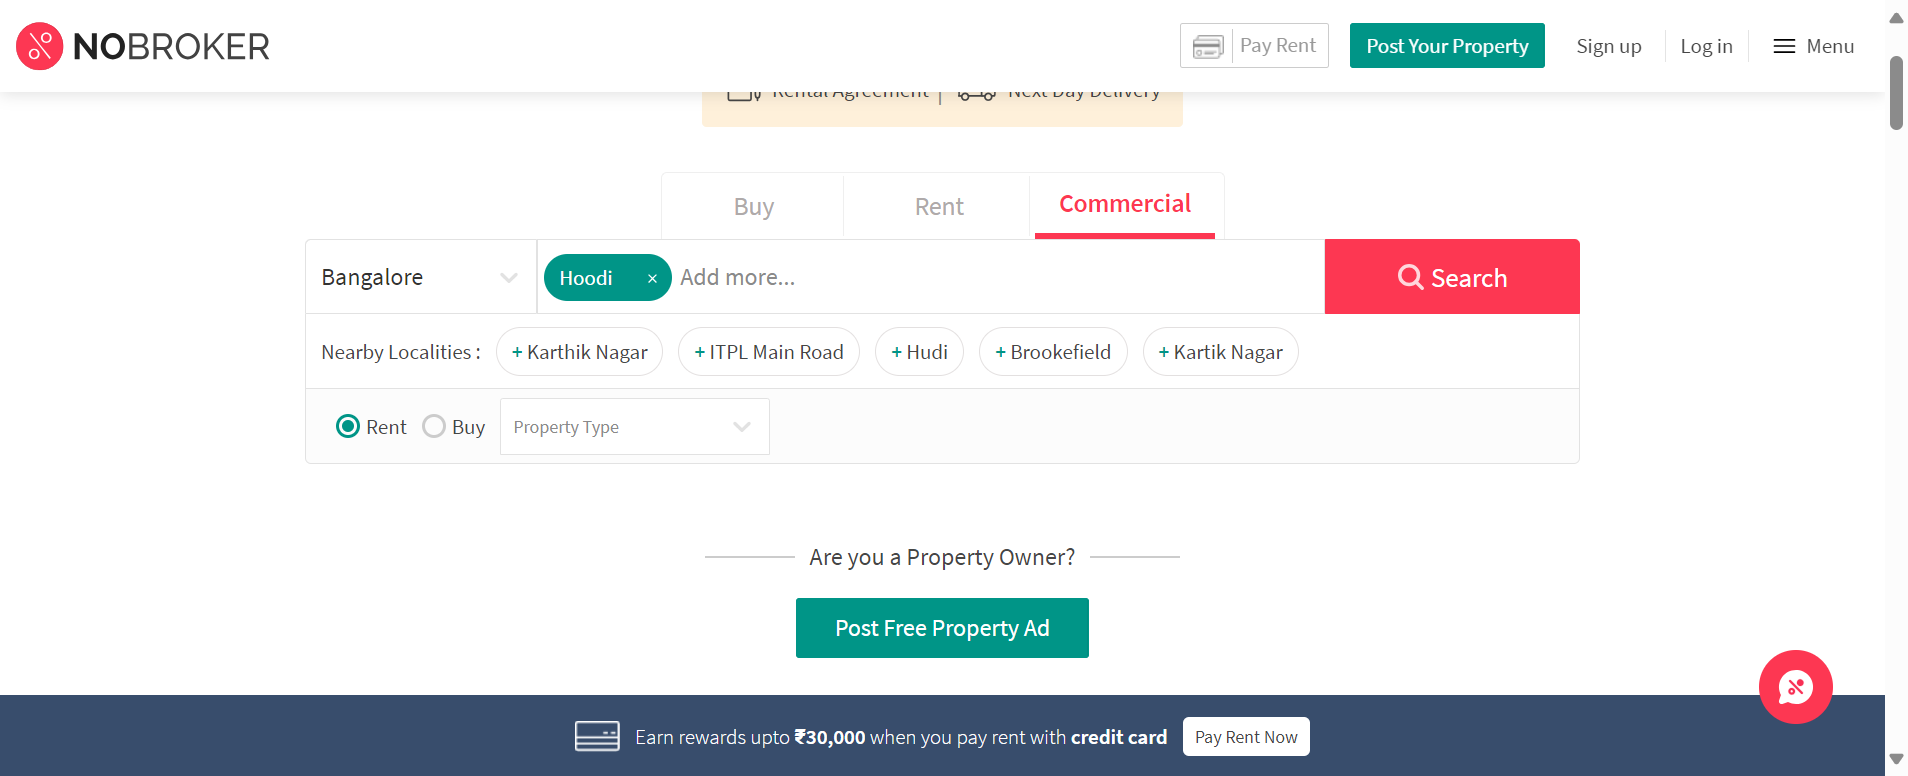 NOBROKER
Pay Rent
Post Your Property
Sign up
Log in
Menu
Rental Agreement | Next Day Delivery
Buy
Rent
Commercial
Bangalore
Hoodi × Add more...
Search
Nearby Localities : + Karthik Nagar + ITPL Main Road + Hudi + Brookefield + Kartik Nagar
Rent Buy Property Type
Are you a Property Owner?
Post Free Property Ad
Earn rewards upto ₹30,000 when you pay rent with credit card Pay Rent Now